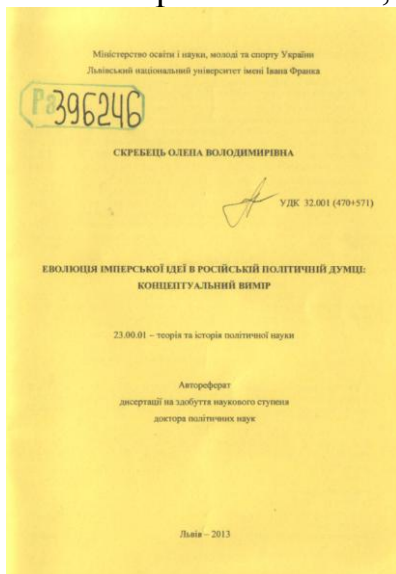 Міністерство освіти і науки, молоді та спорту України
Львівський національний університет імені Івана Франка
Ра396246
СКРЕБЕЦЬ ОЛЕНА ВОЛОДИМИРІВНА
УДК 32.001 (470+571)
ЕВОЛЮЦІЯ ІМПЕРСЬКОЇ ІДЕЇ В РОСІЙСЬКІЙ ПОЛІТИЧНІЙ ДУМЦІ:
КОНЦЕПТУАЛЬНИЙ ВИМІР
23.00.01 – теорія та історія політичної науки
Автореферат
дисертації на здобуття наукового ступеня
доктора політичних наук
Львів – 2013